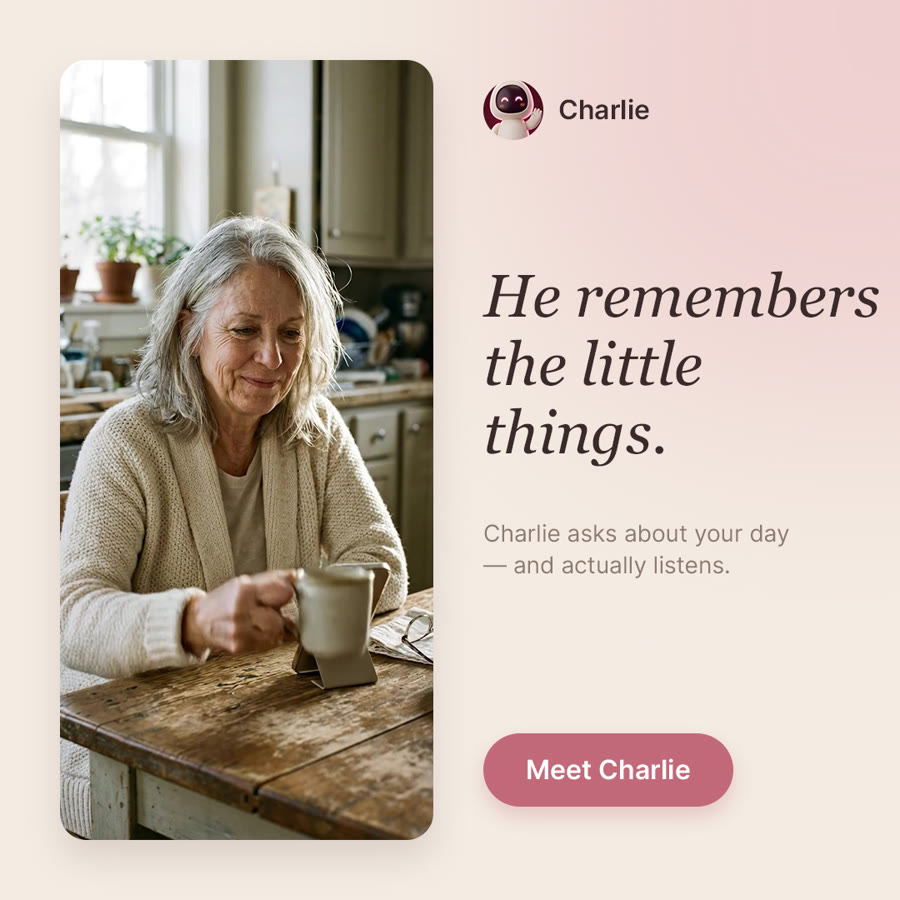 Charlie
He remembers
the little
things.
Charlie asks about your day
— and actually listens.
Meet Charlie